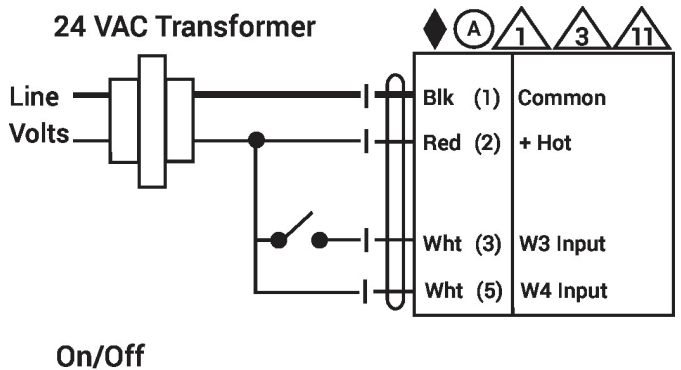 24 VAC Transformer
A 1 3 11
Line
Volts
Blk (1) Common
Red (2) + Hot
Wht (3) W3 Input
Wht (5) W4 Input
On/Off